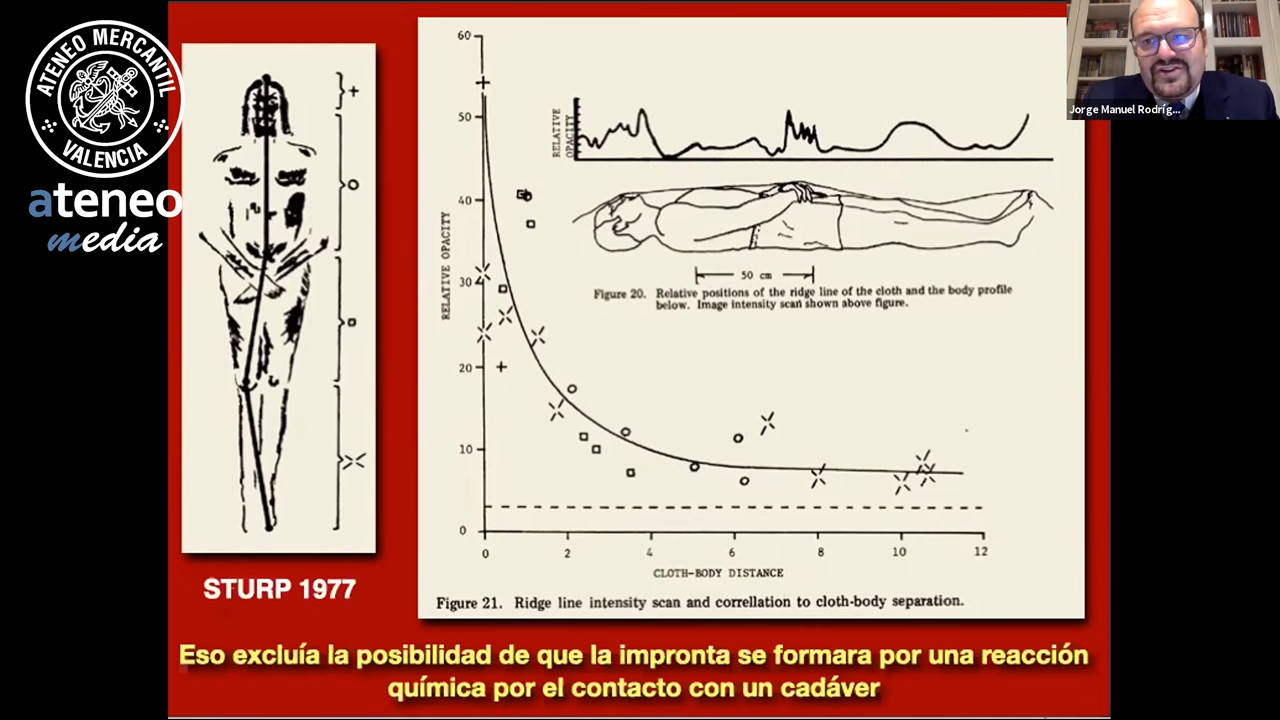 ATENEO MERCANTIL
VALENCIA
ateneo
media
STURP 1977
60
50
40
30
20
10
0
RELATIVE OPACITY
RELATIVE
OPACITY
50 cm
Figure 20. Relative positions of the ridge line of the cloth and the body profile
below. Image intensity scan shown above figure.
0 2 4 6 8 10 12
CLOTH-BODY DISTANCE
Figure 21. Ridge line intensity scan and correllation to cloth-body separation.
Jorge Manuel Rodríg...
Eso excluía la posibilidad de que la impronta se formara por una reacción
química por el contacto con un cadáver